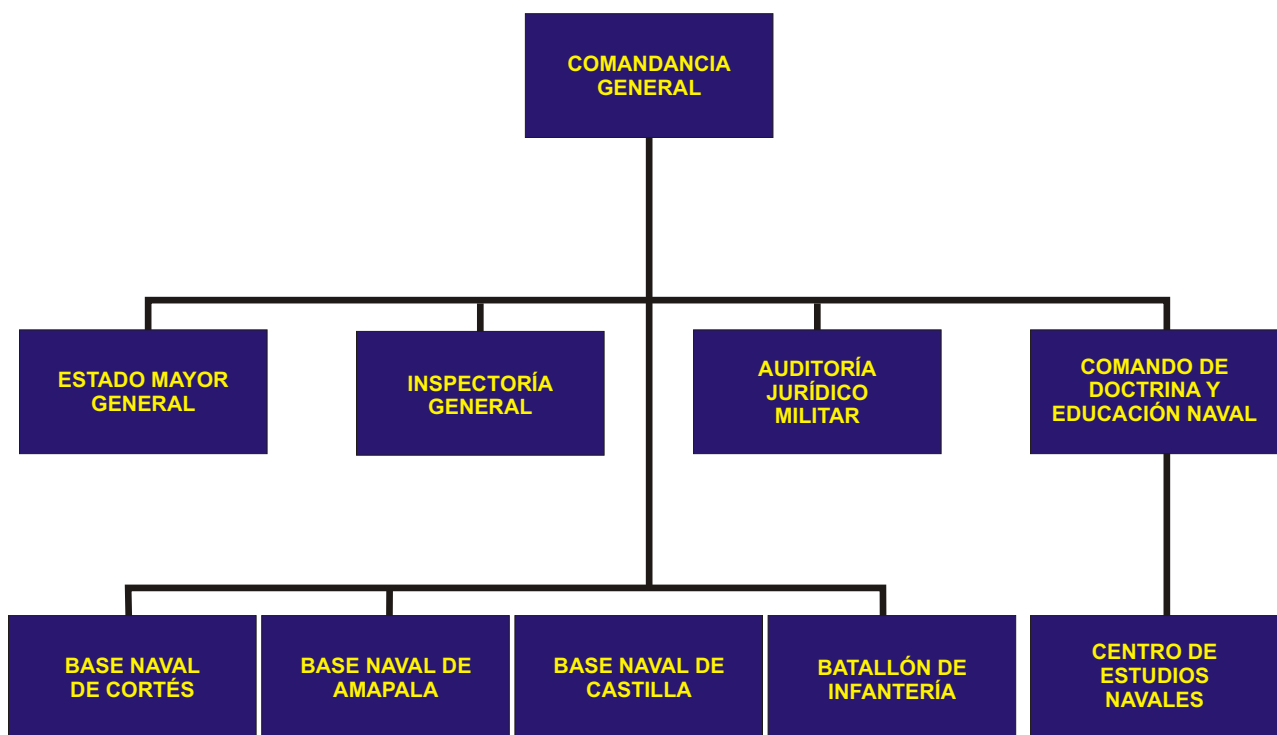 COMANDANCIA
GENERAL
ESTADO MAYOR
GENERAL
INSPECTORÍA
GENERAL
AUDITORÍA
JURÍDICO
MILITAR
COMANDO DE
DOCTRINA Y
EDUCACIÓN NAVAL
BASE NAVAL
DE CORTÉS
BASE NAVAL DE
AMAPALA
BASE NAVAL DE
CASTILLA
BATALLÓN DE
INFANTERÍA
CENTRO DE
ESTUDIOS
NAVALES